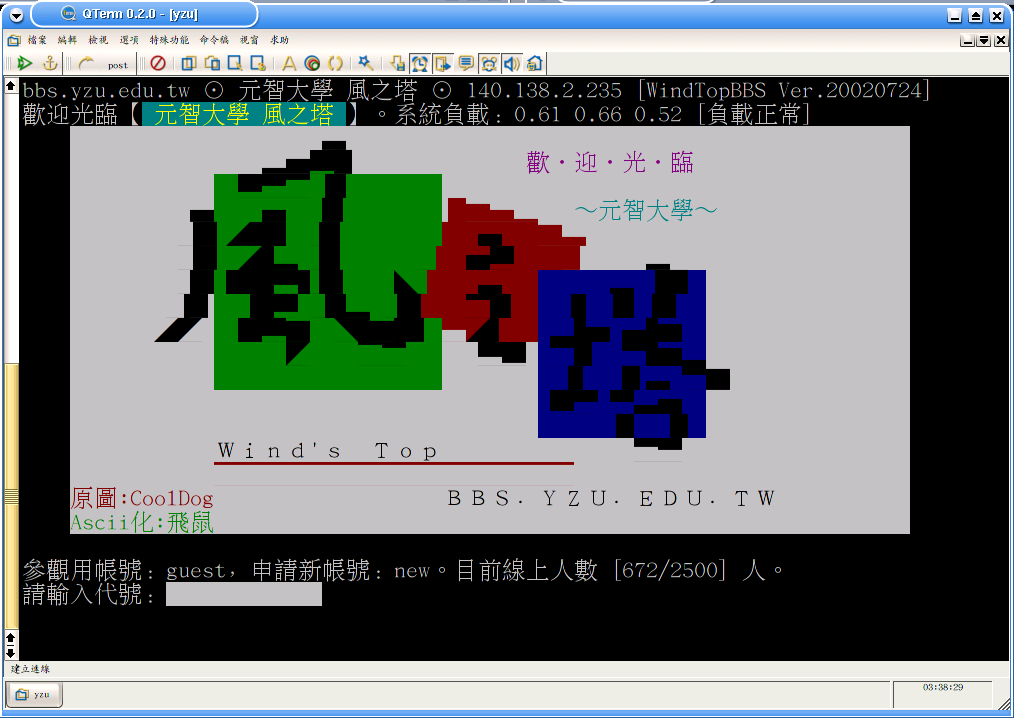 QTerm 0.2.0 - [yzu]
檔案 編輯 檢視 選項 特殊功能 命令稿 視窗 求助
post
bbs.yzu.edu.tw ⊙ 元智大學 風之塔 ⊙ 140.138.2.235 [WindTopBBS Ver.20020724]
歡迎光臨【 元智大學 風之塔 】。系統負載: 0.61 0.66 0.52 [負載正常]
歡‧迎‧光‧臨
～元智大學～
風之塔
Wind's Top
原圖:Coo1Dog
BBS. YZU. EDU. TW
Ascii化:飛鼠
參觀用帳號: guest, 申請新帳號: new。目前線上人數 [672/2500] 人。
請輸入代號:
建立連線
yzu
03:38:29